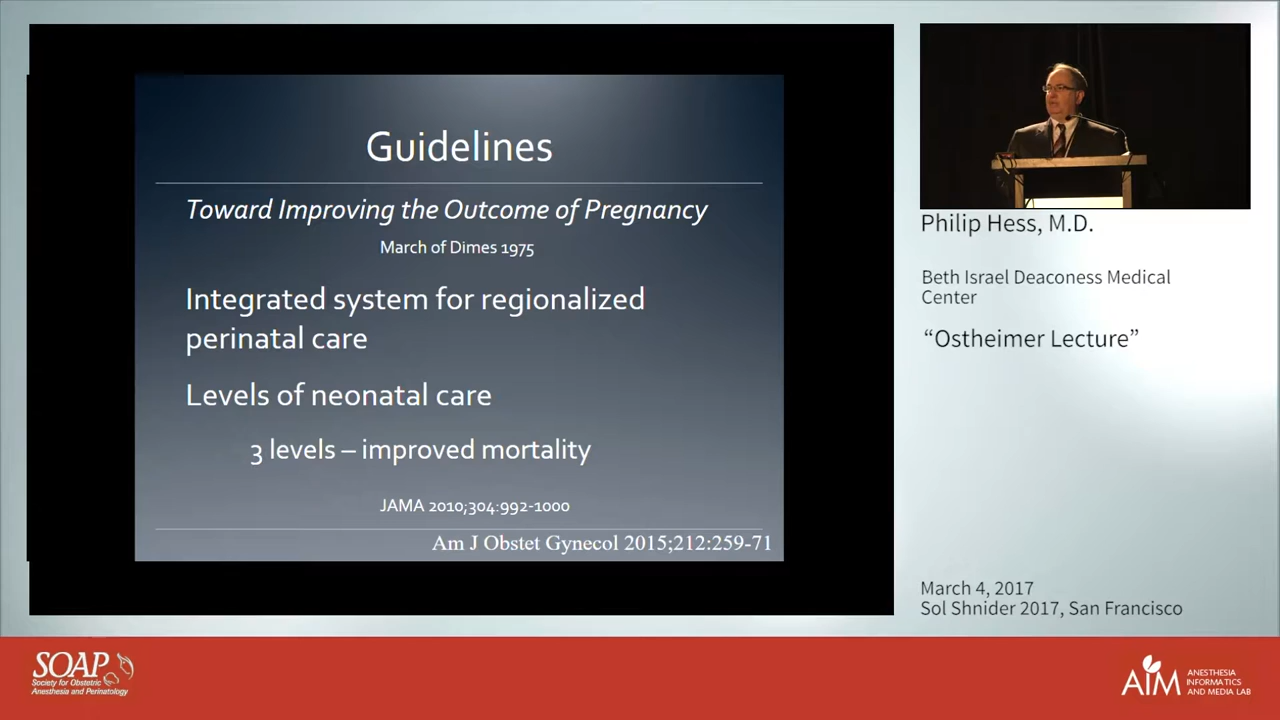 Guidelines
Toward Improving the Outcome of Pregnancy
March of Dimes 1975
Integrated system for regionalized
perinatal care
Levels of neonatal care
3 levels – improved mortality
JAMA 2010;304:992-1000
Am J Obstet Gynecol 2015;212:259-71
Philip Hess, M.D.
Beth Israel Deaconess Medical
Center
“Ostheimer Lecture”
March 4, 2017
Sol Shnider 2017, San Francisco
SOAP
Society for Obstetric
Anesthesia and Perinatology
AIM
ANESTHESIA
INFORMATICS
AND MEDIA LAB